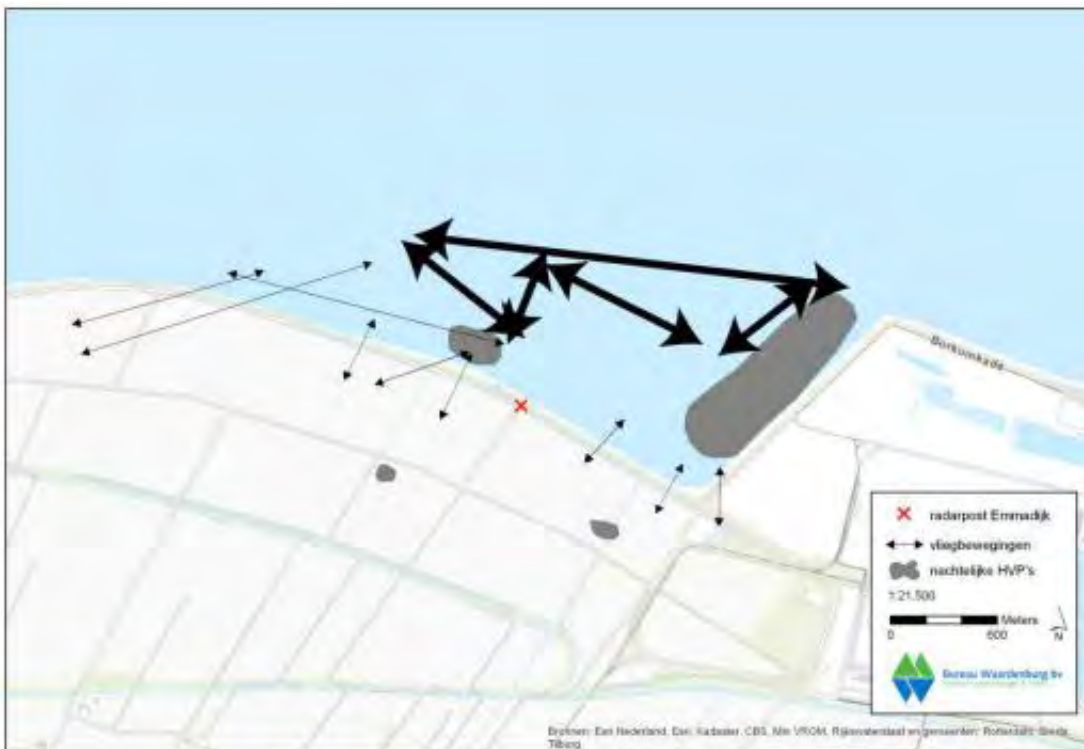 Borkumkade
radarpost Emmadijk
vliegbewegingen
nachtelijke HVP's
1:21.500
Meters
0 600
N
Bureau Waardenburg bv
Bronnen: Esri Nederland, Esri, Kadaster, CBS, Min VROM, Rijkswaterstaat en gemeenten: Rotterdam, Breda,
Tilburg